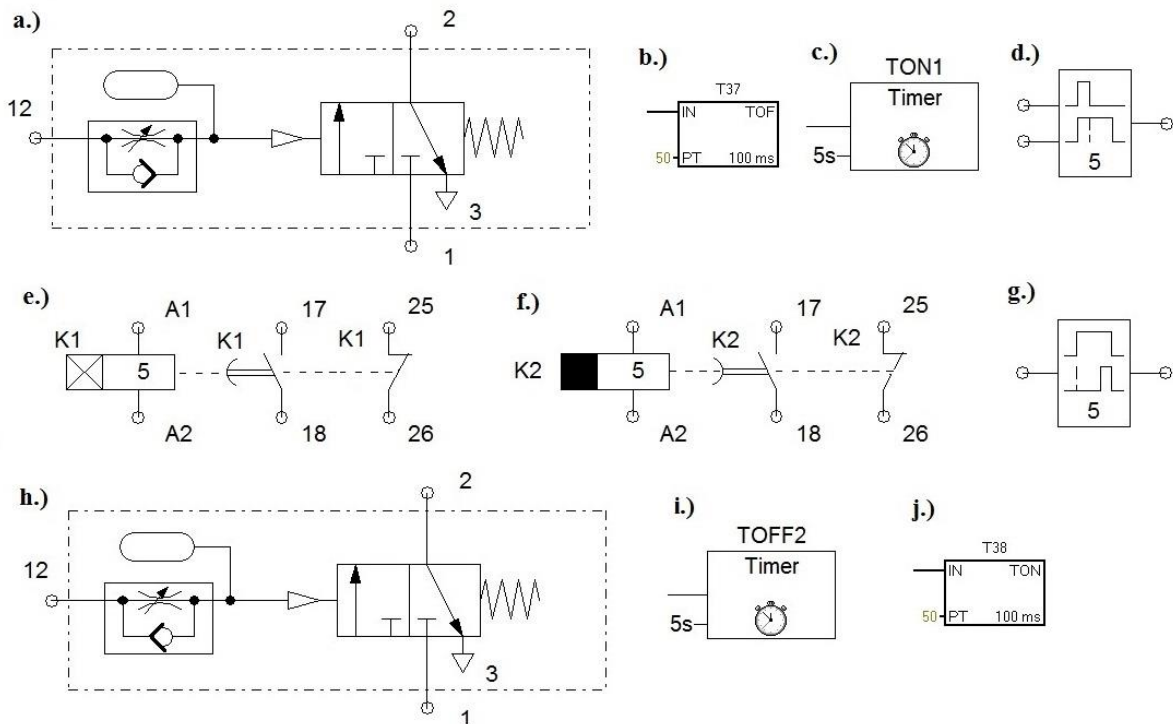 a.)
2
12
3
1
b.)
T37
IN TOF
50 PT 100 ms
c.)
TON1
Timer
5s
d.)
5
e.)
A1 17 25
K1 K1 K1
5
A2 18 26
f.)
A1 17 25
K2 K2
K2 5
A2 18 26
g.)
5
h.)
2
12
3
1
i.)
TOFF2
Timer
5s
j.)
T38
IN TON
50 PT 100 ms